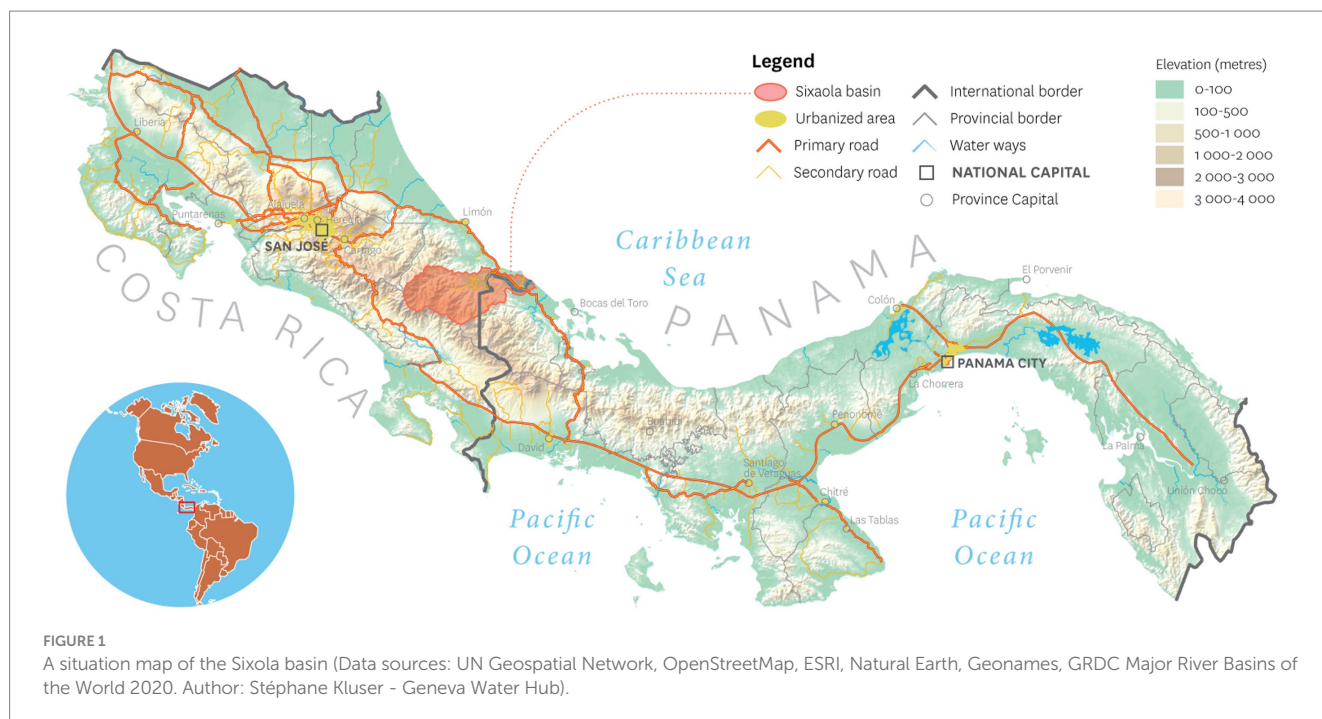 Legend
Sixaola basin
Urbanized area
Primary road
Secondary road
International border
Provincial border
Water ways
NATIONAL CAPITAL
Province Capital
Elevation (metres)
0-100
100-500
500-1 000
1 000-2 000
2 000-3 000
3 000-4 000
Liberia
Puntarenas
Alajuela
Heredia
SAN JOSÉ
Cartago
Limón
COSTA RICA
Caribbean
Sea
PANAMA
Bocas del Toro
El Porvenir
Colón
PANAMA CITY
La Chorrera
Penonomé
David
Santiago
de Veraguas
Chitré
Las Tablas
La Palma
Unión Chocó
Pacific
Ocean
Pacific
Ocean
FIGURE 1
A situation map of the Sixola basin (Data sources: UN Geospatial Network, OpenStreetMap, ESRI, Natural Earth, Geonames, GRDC Major River Basins of
the World 2020. Author: Stéphane Kluser - Geneva Water Hub).